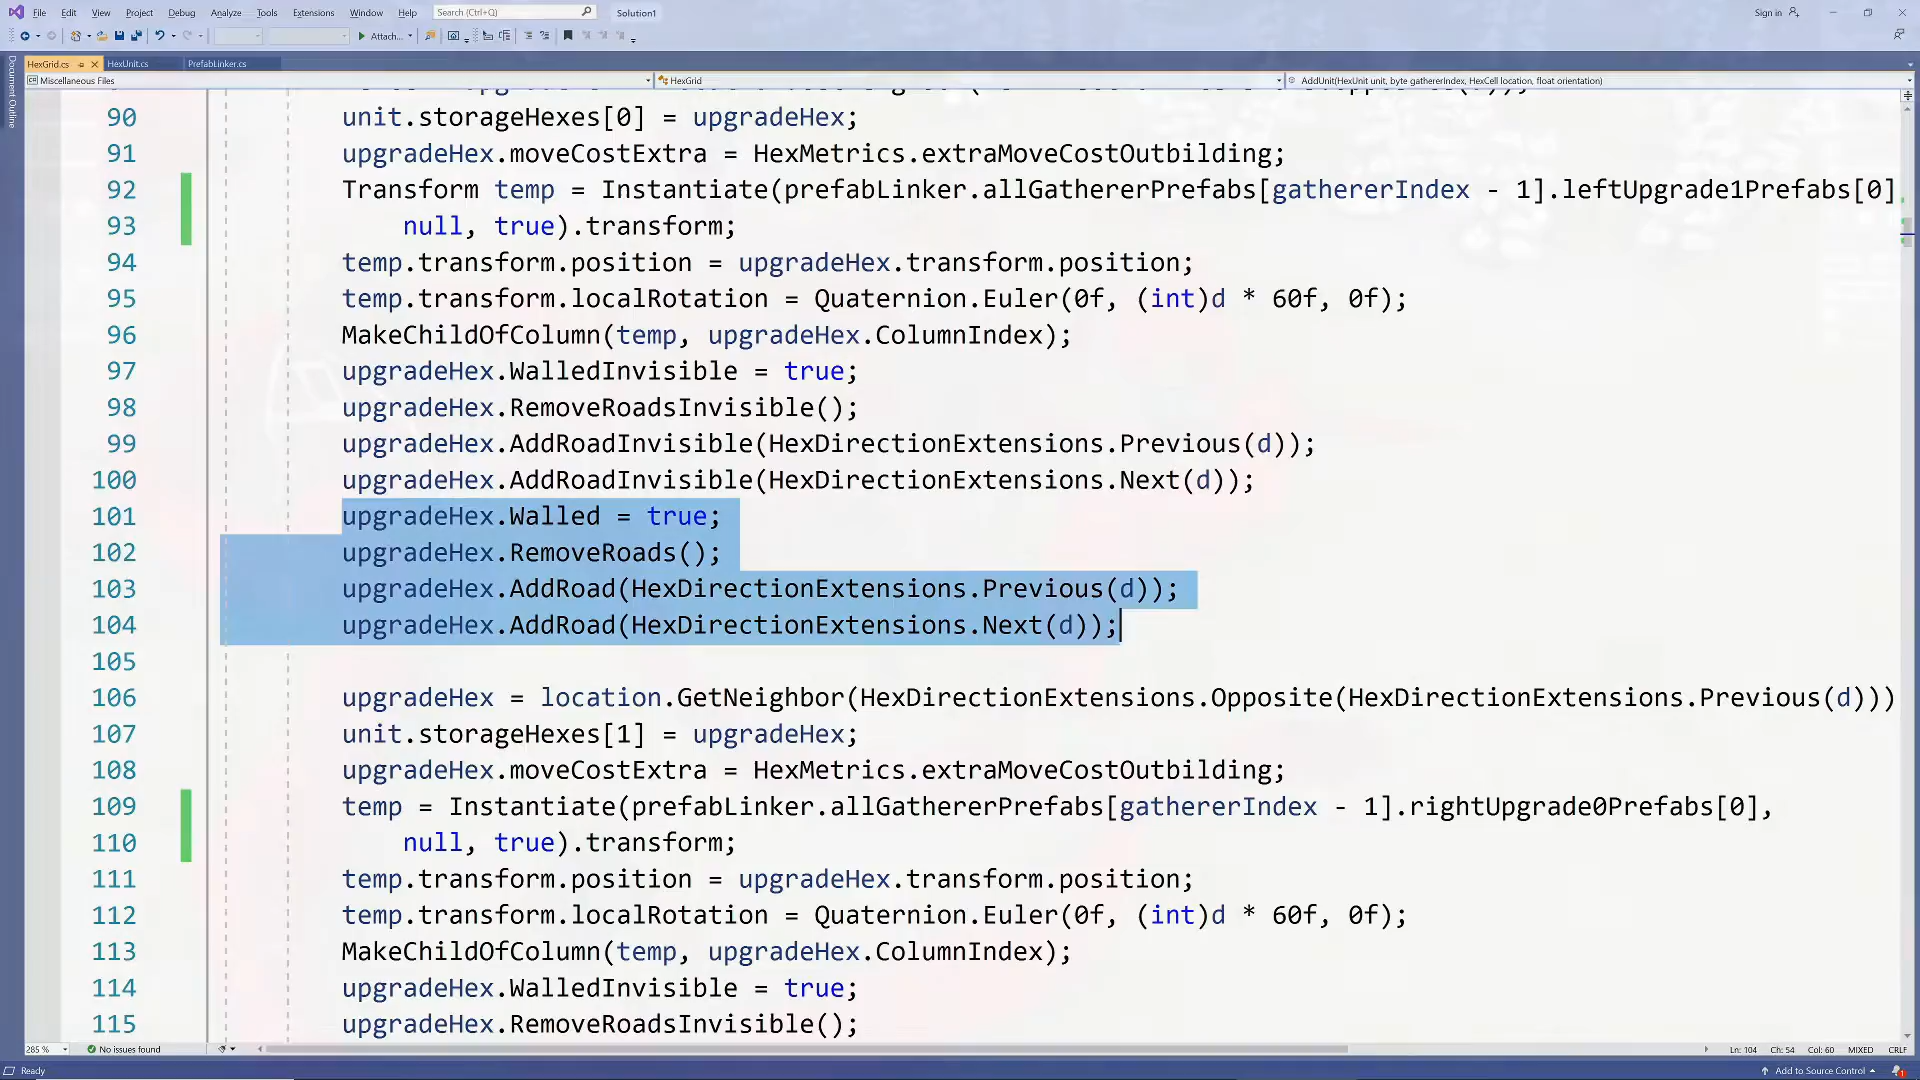 File Edit View Project Debug Analyze Tools Extensions Window Help Search (Ctrl+Q) Solution1 Sign in
Attach...
HexGrid.cs HexUnit.cs PrefabLinker.cs
Document Outline
Miscellaneous Files HexGrid AddUnit(HexUnit unit, byte gathererIndex, HexCell location, float orientation)
90 unit.storageHexes[0] = upgradeHex;
91 upgradeHex.moveCostExtra = HexMetrics.extraMoveCostOutbilding;
92 Transform temp = Instantiate(prefabLinker.allGathererPrefabs[gathererIndex - 1].leftUpgrade1Prefabs[0]
93 null, true).transform;
94 temp.transform.position = upgradeHex.transform.position;
95 temp.transform.localRotation = Quaternion.Euler(0f, (int)d * 60f, 0f);
96 MakeChildOfColumn(temp, upgradeHex.ColumnIndex);
97 upgradeHex.WalledInvisible = true;
98 upgradeHex.RemoveRoadsInvisible();
99 upgradeHex.AddRoadInvisible(HexDirectionExtensions.Previous(d));
100 upgradeHex.AddRoadInvisible(HexDirectionExtensions.Next(d));
101 upgradeHex.Walled = true;
102 upgradeHex.RemoveRoads();
103 upgradeHex.AddRoad(HexDirectionExtensions.Previous(d));
104 upgradeHex.AddRoad(HexDirectionExtensions.Next(d));
105
106 upgradeHex = location.GetNeighbor(HexDirectionExtensions.Opposite(HexDirectionExtensions.Previous(d)))
107 unit.storageHexes[1] = upgradeHex;
108 upgradeHex.moveCostExtra = HexMetrics.extraMoveCostOutbilding;
109 temp = Instantiate(prefabLinker.allGathererPrefabs[gathererIndex - 1].rightUpgrade0Prefabs[0],
110 null, true).transform;
111 temp.transform.position = upgradeHex.transform.position;
112 temp.transform.localRotation = Quaternion.Euler(0f, (int)d * 60f, 0f);
113 MakeChildOfColumn(temp, upgradeHex.ColumnIndex);
114 upgradeHex.WalledInvisible = true;
115 upgradeHex.RemoveRoadsInvisible();
285 % No issues found Ln: 104 Ch: 54 Col: 60 MIXED CRLF
Ready Add to Source Control